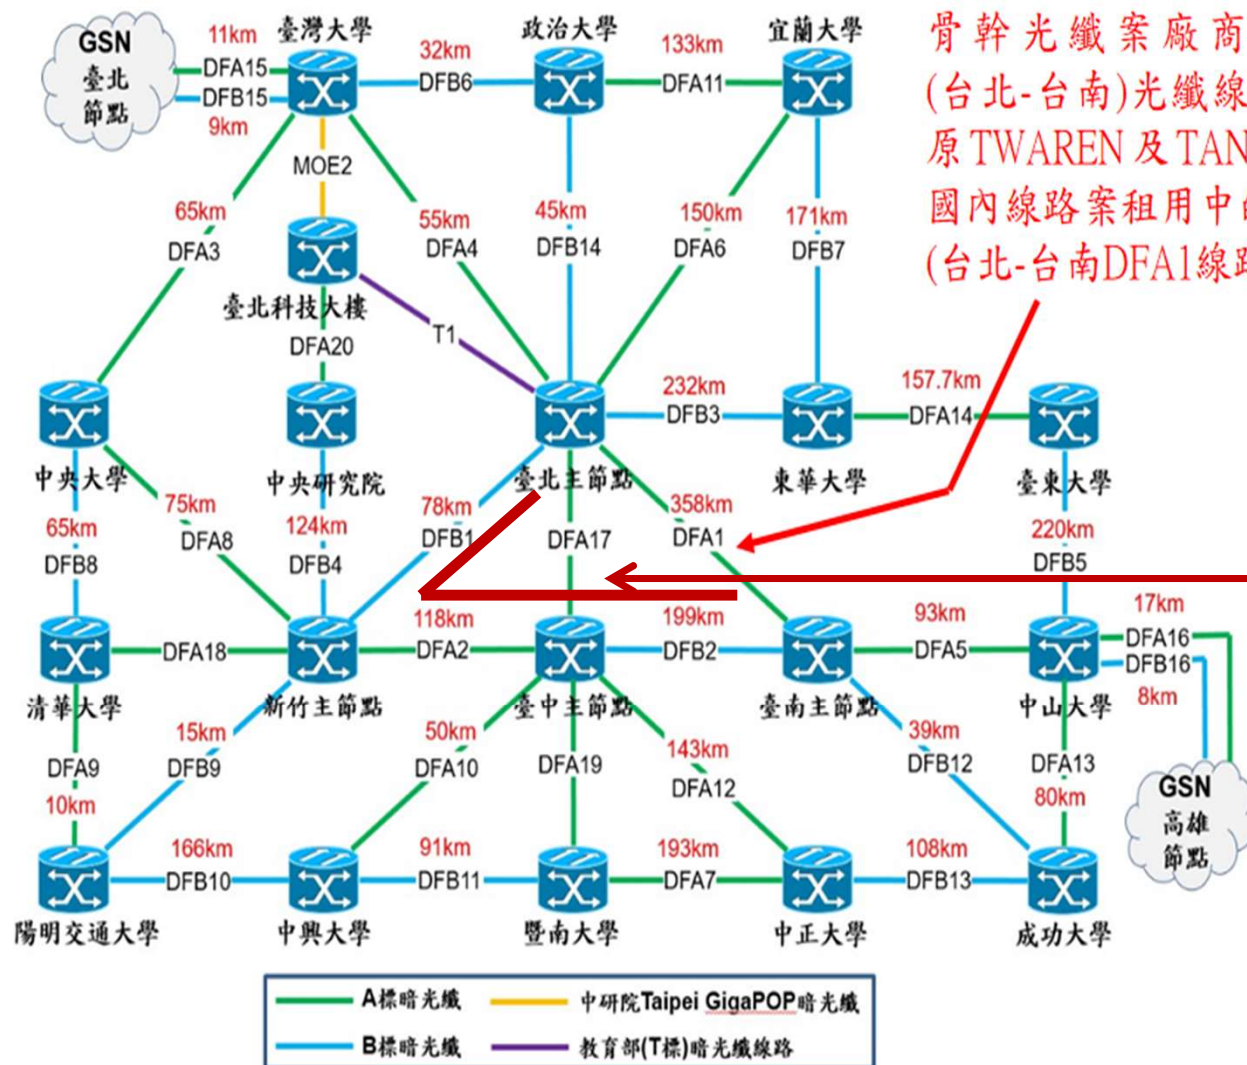 GSN
臺北
節點
11km
DFA15
DFB15
9km
臺灣大學
32km
DFB6
政治大學
133km
DFA11
宜蘭大學
骨幹光纖案廠商
(台北-台南)光纖線
原TWAREN及TAN
國內線路案租用中
(台北-台南DFA1線路
MOE2
65km
DFA3
55km
DFA4
45km
DFB14
150km
DFA6
171km
DFB7
臺北科技大樓
DFA20
T1
232km
DFB3
157.7km
DFA14
中央大學
中央研究院
臺北主節點
東華大學
臺東大學
75km
DFA8
65km
DFB8
124km
DFB4
78km
DFB1
DFA17
358km
DFA1
220km
DFB5
DFA18
118km
DFA2
199km
DFB2
93km
DFA5
17km
DFA16
DFB16
8km
清華大學
新竹主節點
臺中主節點
臺南主節點
中山大學
DFA9
10km
15km
DFB9
50km
DFA10
DFA19
143km
DFA12
39km
DFB12
DFA13
80km
GSN
高雄
節點
166km
DFB10
91km
DFB11
193km
DFA7
108km
DFB13
陽明交通大學
中興大學
暨南大學
中正大學
成功大學
A標暗光纖
中研院Taipei GigaPOP暗光纖
B標暗光纖
教育部(T標)暗光纖線路